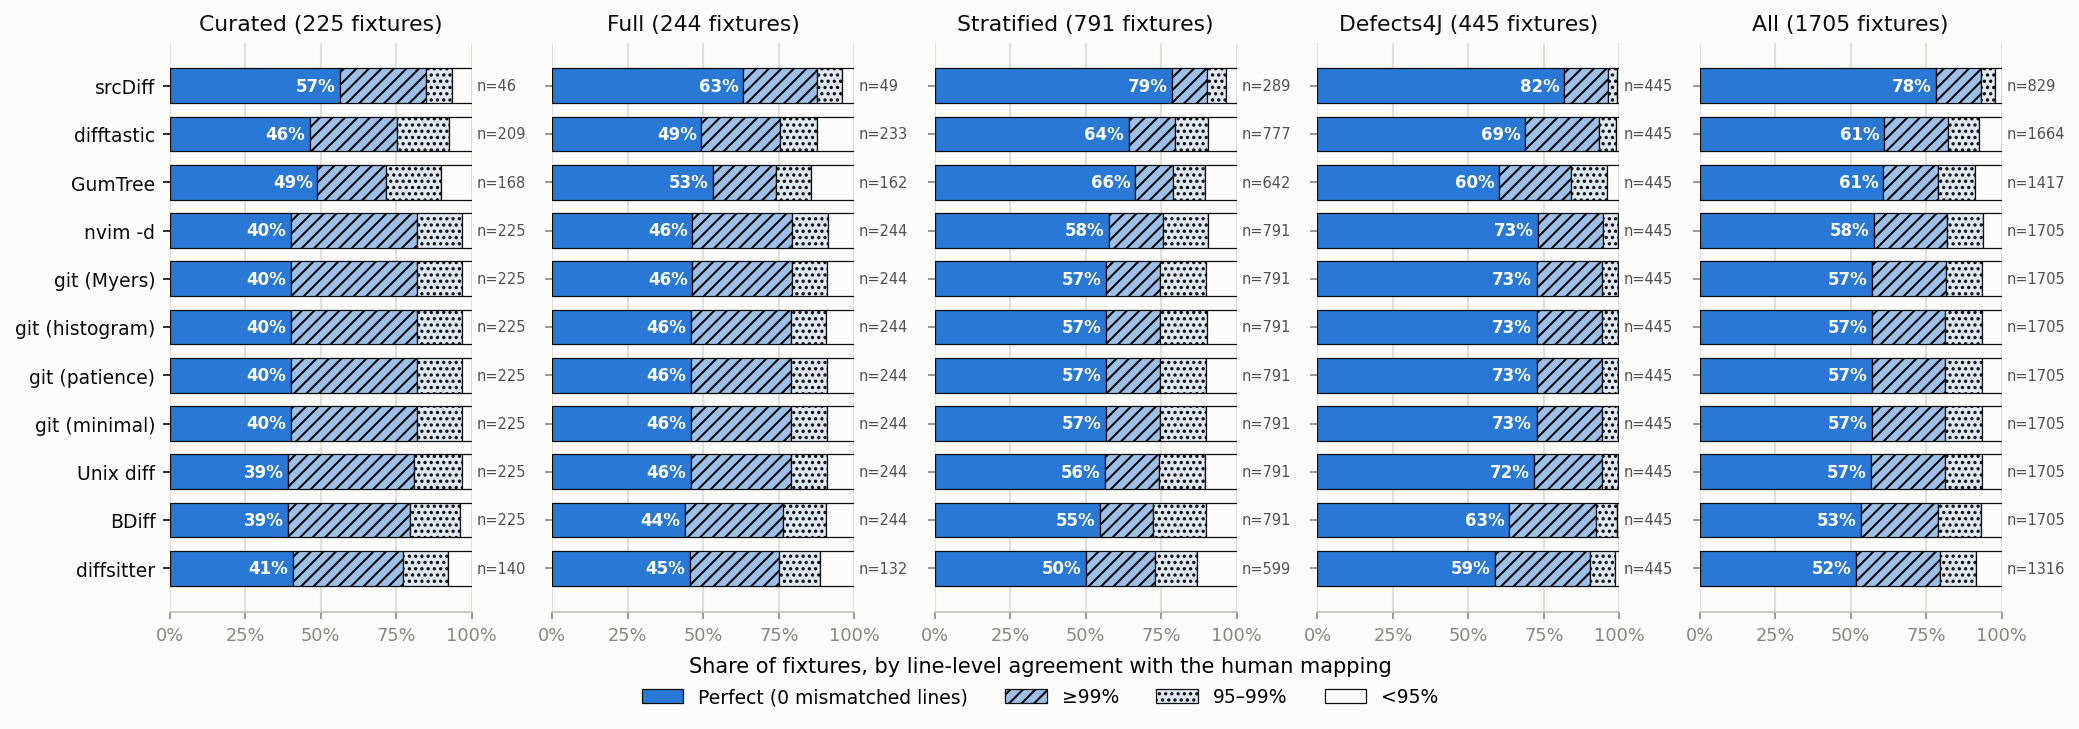 Curated (225 fixtures) Full (244 fixtures) Stratified (791 fixtures) Defects4J (445 fixtures) All (1705 fixtures)
srcDiff 57% n=46 63% n=49 79% n=289 82% n=445 78% n=829
difftastic 46% n=209 49% n=233 64% n=777 69% n=445 61% n=1664
GumTree 49% n=168 53% n=162 66% n=642 60% n=445 61% n=1417
nvim -d 40% n=225 46% n=244 58% n=791 73% n=445 58% n=1705
git (Myers) 40% n=225 46% n=244 57% n=791 73% n=445 57% n=1705
git (histogram) 40% n=225 46% n=244 57% n=791 73% n=445 57% n=1705
git (patience) 40% n=225 46% n=244 57% n=791 73% n=445 57% n=1705
git (minimal) 40% n=225 46% n=244 57% n=791 73% n=445 57% n=1705
Unix diff 39% n=225 46% n=244 56% n=791 72% n=445 57% n=1705
BDiff 39% n=225 44% n=244 55% n=791 63% n=445 53% n=1705
diffsitter 41% n=140 45% n=132 50% n=599 59% n=445 52% n=1316
0% 25% 50% 75% 100% 0% 25% 50% 75% 100% 0% 25% 50% 75% 100% 0% 25% 50% 75% 100% 0% 25% 50% 75% 100%
Share of fixtures, by line-level agreement with the human mapping
Perfect (0 mismatched lines) ≥99% 95–99% <95%